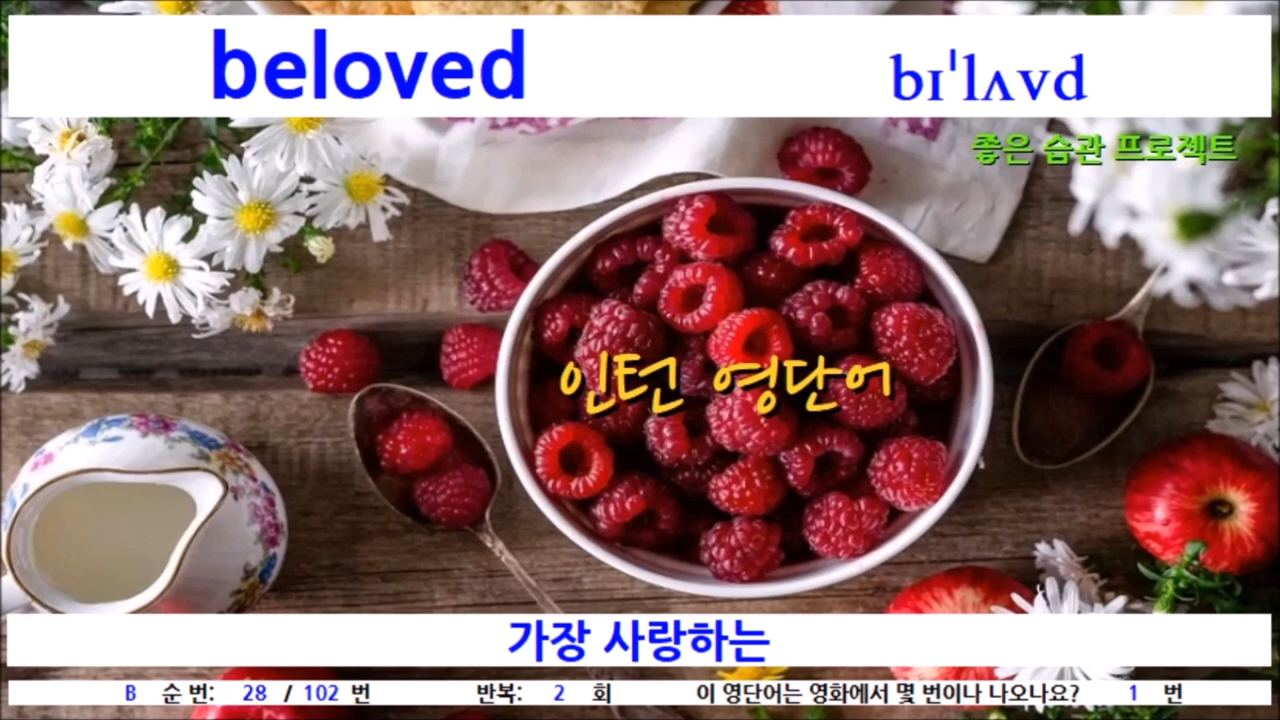 beloved bɪˈlʌvd
좋은 습관 프로젝트
인턴 영단어
가장 사랑하는
B 순 번: 28 / 102 번 반복: 2 회 이 영단어는 영화에서 몇 번이나 나오나요? 1 번